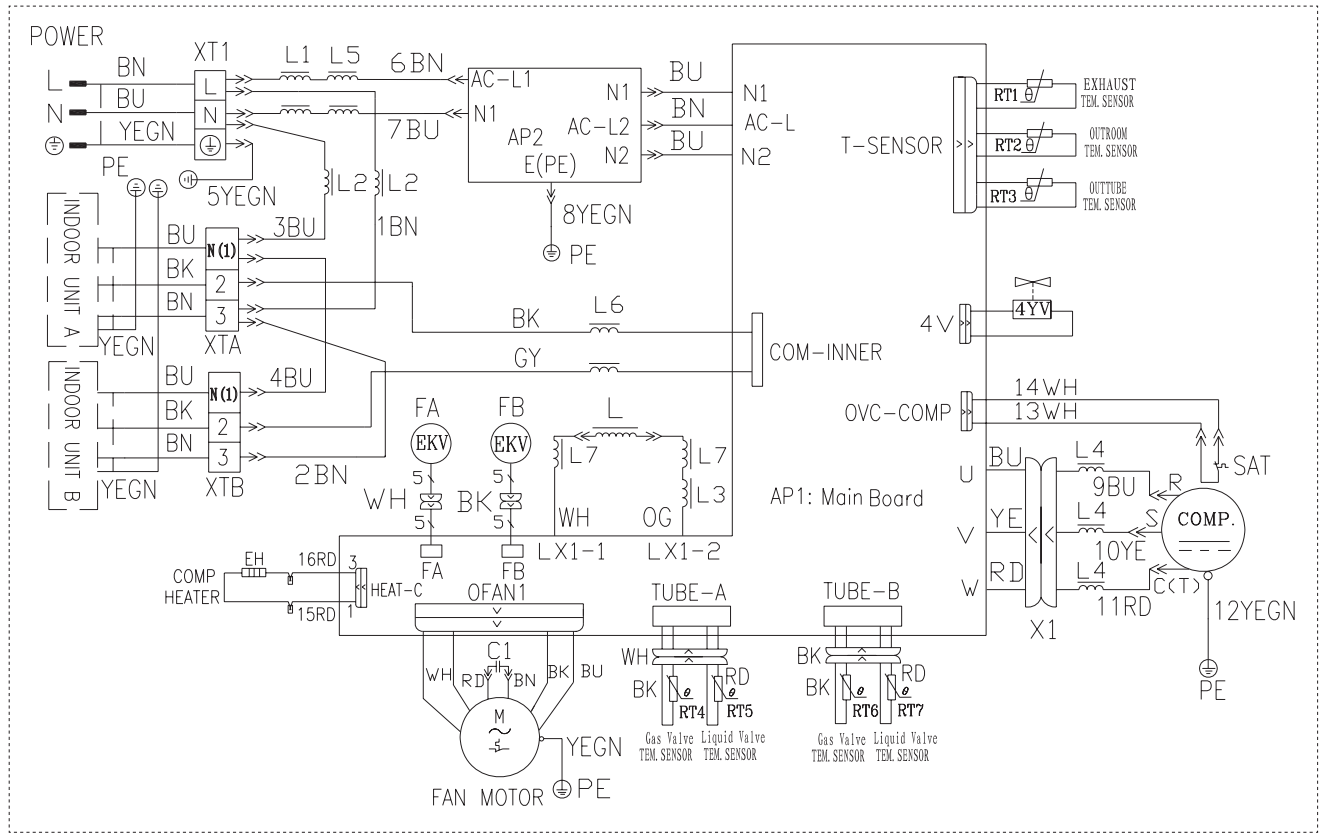 POWER
XT1
L
BN
L
L1
L5
6BN
AC-L1
N
BU
N
7BU
N1
AP2
N1
BU
N1
AC-L2
BN
AC-L
N2
BU
N2
E(PE)
YEGN
PE
5YEGN
L2
L2
8YEGN
PE
T-SENSOR
RT1 θ
EXHAUST
TEM. SENSOR
RT2 θ
OUTROOM
TEM. SENSOR
RT3 θ
OUTTUBE
TEM. SENSOR
INDOOR UNIT A
BU
N(1)
3BU
1BN
BK
2
BN
3
YEGN
XTA
BK
L6
GY
COM-INNER
4V
4YV
INDOOR UNIT B
BU
N(1)
4BU
BK
2
BN
3
YEGN
XTB
2BN
FA
EKV
5
WH
5
FA
FB
EKV
5
BK
5
FB
L
L7
L7
L3
WH
OG
LX1-1
LX1-2
OVC-COMP
14WH
13WH
SAT
AP1: Main Board
U
BU
L4
9BU
R
V
YE
L4
10YE
S
COMP.
W
RD
L4
11RD
C(T)
X1
12YEGN
PE
COMP
HEATER
EH
16RD
3
HEAT-C
15RD
1
OFAN1
C1
WH
RD
BN
BK
BU
M
YEGN
PE
FAN MOTOR
TUBE-A
WH
BK
θ
RT4
RD
θ
RT5
Gas Valve
TEM. SENSOR
Liquid Valve
TEM. SENSOR
TUBE-B
BK
BK
θ
RT6
RD
θ
RT7
Gas Valve
TEM. SENSOR
Liquid Valve
TEM. SENSOR